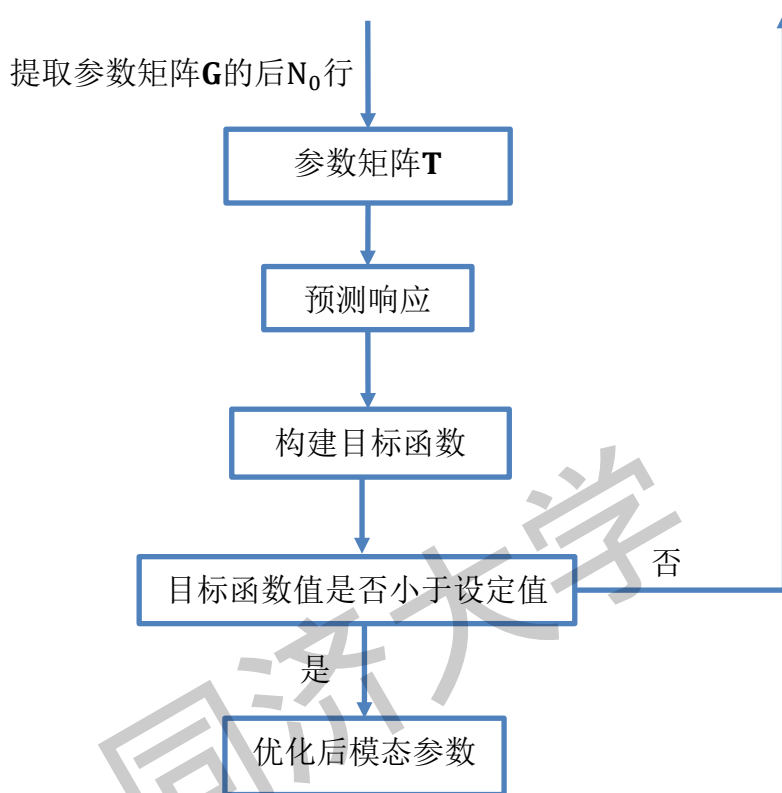 提取参数矩阵G的后N₀行
参数矩阵T
预测响应
构建目标函数
目标函数值是否小于设定值
否
是
优化后模态参数
同济大学